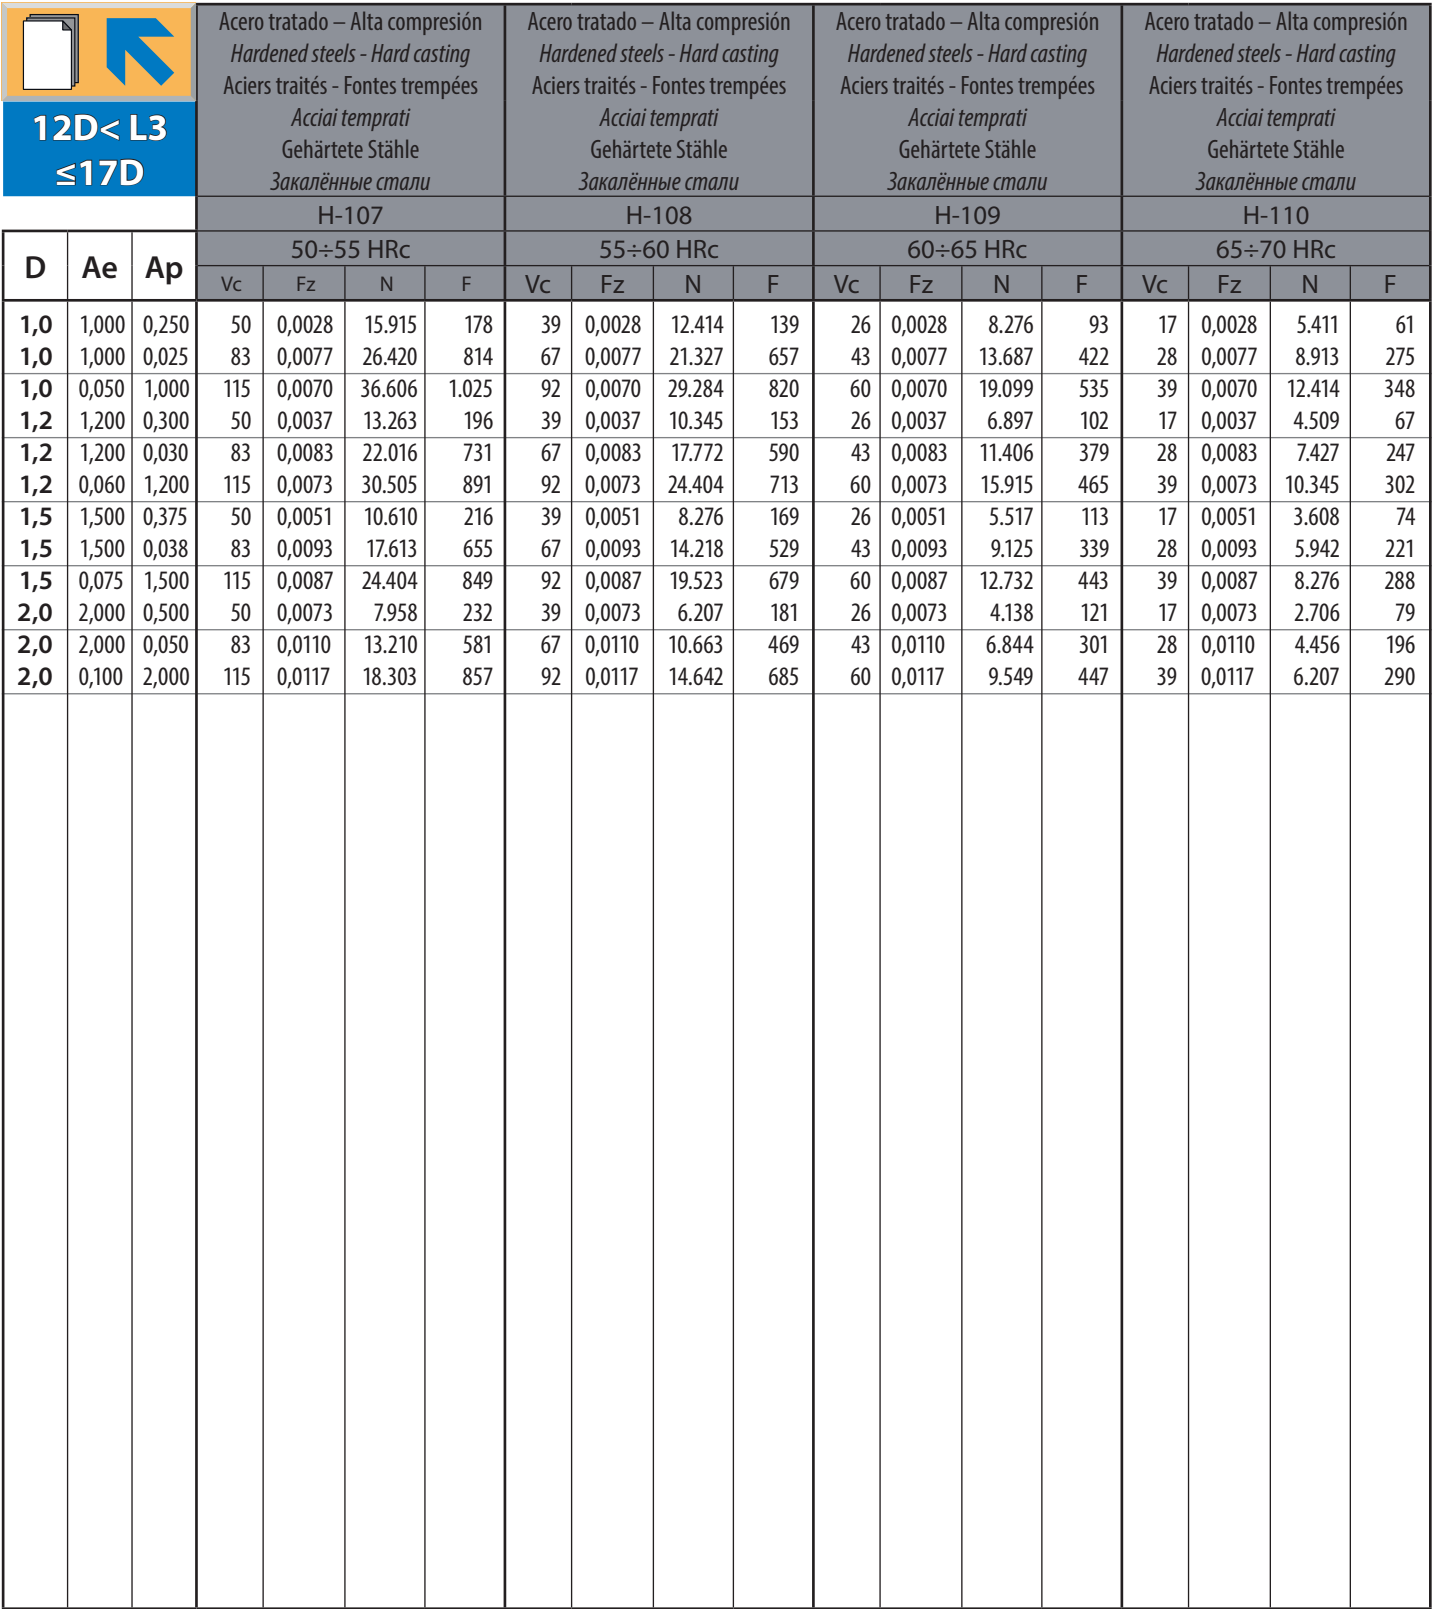 12D< L3
≤17D
Acero tratado – Alta compresión Acero tratado – Alta compresión Acero tratado – Alta compresión Acero tratado – Alta compresión
Hardened steels - Hard casting Hardened steels - Hard casting Hardened steels - Hard casting Hardened steels - Hard casting
Aciers traités - Fontes trempées Aciers traités - Fontes trempées Aciers traités - Fontes trempées Aciers traités - Fontes trempées
Acciai temprati Acciai temprati Acciai temprati Acciai temprati
Gehärtete Stähle Gehärtete Stähle Gehärtete Stähle Gehärtete Stähle
Закалённые стали Закалённые стали Закалённые стали Закалённые стали
H-107 H-108 H-109 H-110
50÷55 HRc 55÷60 HRc 60÷65 HRc 65÷70 HRc
D Ae Ap Vc Fz N F Vc Fz N F Vc Fz N F Vc Fz N F
1,0 1,000 0,250 50 0,0028 15.915 178 39 0,0028 12.414 139 26 0,0028 8.276 93 17 0,0028 5.411 61
1,0 1,000 0,025 83 0,0077 26.420 814 67 0,0077 21.327 657 43 0,0077 13.687 422 28 0,0077 8.913 275
1,0 0,050 1,000 115 0,0070 36.606 1.025 92 0,0070 29.284 820 60 0,0070 19.099 535 39 0,0070 12.414 348
1,2 1,200 0,300 50 0,0037 13.263 196 39 0,0037 10.345 153 26 0,0037 6.897 102 17 0,0037 4.509 67
1,2 1,200 0,030 83 0,0083 22.016 731 67 0,0083 17.772 590 43 0,0083 11.406 379 28 0,0083 7.427 247
1,2 0,060 1,200 115 0,0073 30.505 891 92 0,0073 24.404 713 60 0,0073 15.915 465 39 0,0073 10.345 302
1,5 1,500 0,375 50 0,0051 10.610 216 39 0,0051 8.276 169 26 0,0051 5.517 113 17 0,0051 3.608 74
1,5 1,500 0,038 83 0,0093 17.613 655 67 0,0093 14.218 529 43 0,0093 9.125 339 28 0,0093 5.942 221
1,5 0,075 1,500 115 0,0087 24.404 849 92 0,0087 19.523 679 60 0,0087 12.732 443 39 0,0087 8.276 288
2,0 2,000 0,500 50 0,0073 7.958 232 39 0,0073 6.207 181 26 0,0073 4.138 121 17 0,0073 2.706 79
2,0 2,000 0,050 83 0,0110 13.210 581 67 0,0110 10.663 469 43 0,0110 6.844 301 28 0,0110 4.456 196
2,0 0,100 2,000 115 0,0117 18.303 857 92 0,0117 14.642 685 60 0,0117 9.549 447 39 0,0117 6.207 290